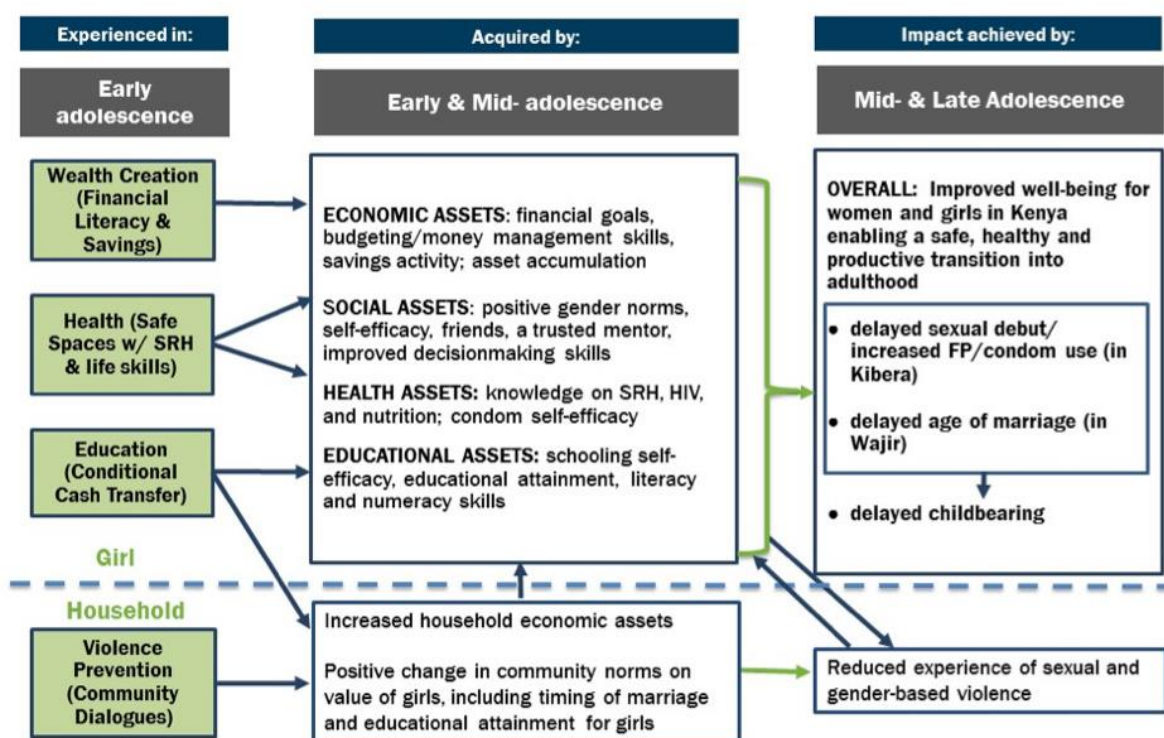 Experienced in:
Acquired by:
Impact achieved by:
Early
adolescence
Early & Mid- adolescence
Mid- & Late Adolescence
Wealth Creation
(Financial
Literacy &
Savings)
Health (Safe
Spaces w/ SRH
& life skills)
Education
(Conditional
Cash Transfer)
Girl
ECONOMIC ASSETS: financial goals,
budgeting/money management skills,
savings activity; asset accumulation
SOCIAL ASSETS: positive gender norms,
self-efficacy, friends, a trusted mentor,
improved decisionmaking skills
HEALTH ASSETS: knowledge on SRH, HIV,
and nutrition; condom self-efficacy
EDUCATIONAL ASSETS: schooling self-
efficacy, educational attainment, literacy
and numeracy skills
OVERALL: Improved well-being for
women and girls in Kenya
enabling a safe, healthy and
productive transition into
adulthood
• delayed sexual debut/
increased FP/condom use (in
Kibera)
• delayed age of marriage (in
Wajir)
• delayed childbearing
Household
Violence
Prevention
(Community
Dialogues)
Increased household economic assets
Positive change in community norms on
value of girls, including timing of marriage
and educational attainment for girls
Reduced experience of sexual and
gender-based violence